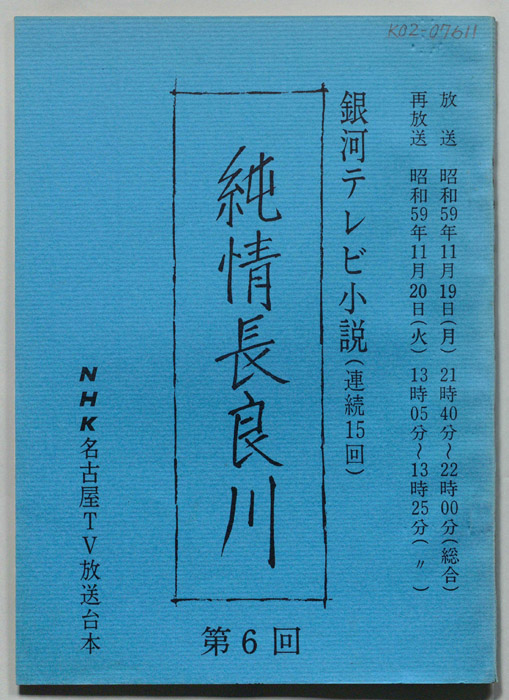 K02-07611
放送 昭和59年11月19日(月) 21時40分~22時00分(総合)
再放送 昭和59年11月20日(火) 13時05分~13時25分(〃)
銀河テレビ小説(連続15回)
純情長良川
第6回
NHK名古屋TV放送台本